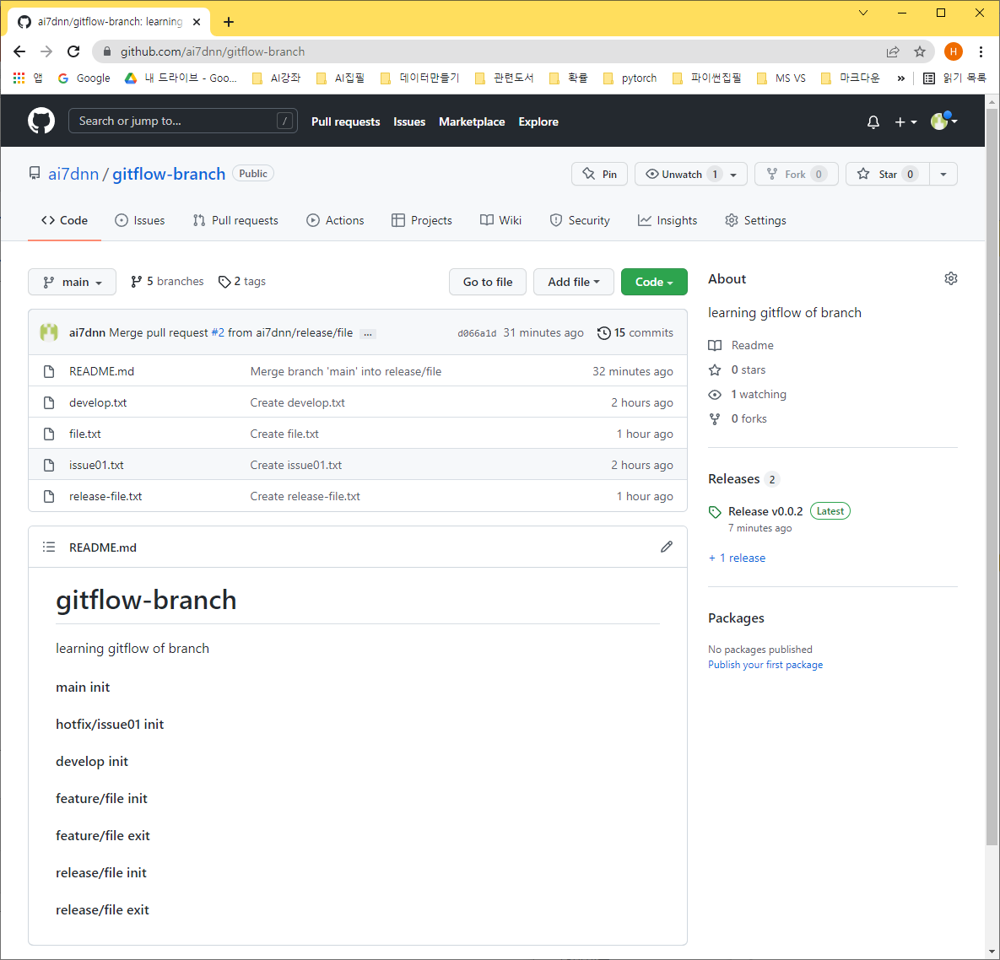 ai7dnn/gitflow-branch: learning
github.com/ai7dnn/gitflow-branch
H
앱 Google 내 드라이브 - Goo... AI강좌 AI집필 데이터만들기 관련도서 확률 pytorch 파이썬집필 MS VS 마크다운 » 읽기 목록
Search or jump to... / Pull requests Issues Marketplace Explore
ai7dnn / gitflow-branch Public Pin Unwatch 1 Fork 0 Star 0
Code Issues Pull requests Actions Projects Wiki Security Insights Settings
main 5 branches 2 tags Go to file Add file Code
ai7dnn Merge pull request #2 from ai7dnn/release/file ... d066a1d 31 minutes ago 15 commits
README.md Merge branch 'main' into release/file 32 minutes ago
develop.txt Create develop.txt 2 hours ago
file.txt Create file.txt 1 hour ago
issue01.txt Create issue01.txt 2 hours ago
release-file.txt Create release-file.txt 1 hour ago
README.md
gitflow-branch
learning gitflow of branch
main init
hotfix/issue01 init
develop init
feature/file init
feature/file exit
release/file init
release/file exit
About
learning gitflow of branch
Readme
0 stars
1 watching
0 forks
Releases 2
Release v0.0.2 Latest
7 minutes ago
+ 1 release
Packages
No packages published
Publish your first package